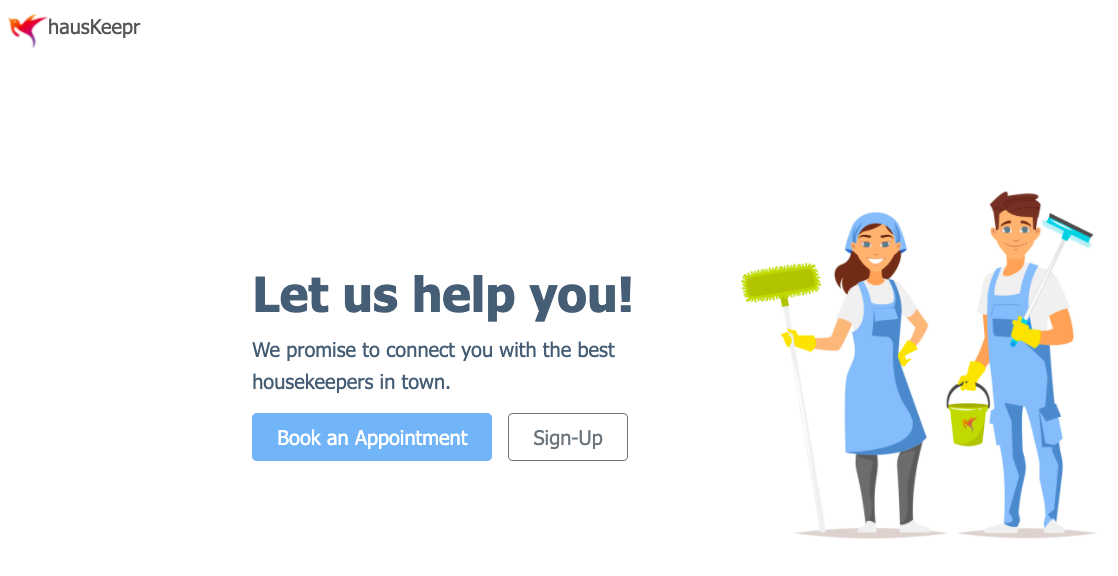 hausKeepr
Let us help you!
We promise to connect you with the best
housekeepers in town.
Book an Appointment
Sign-Up